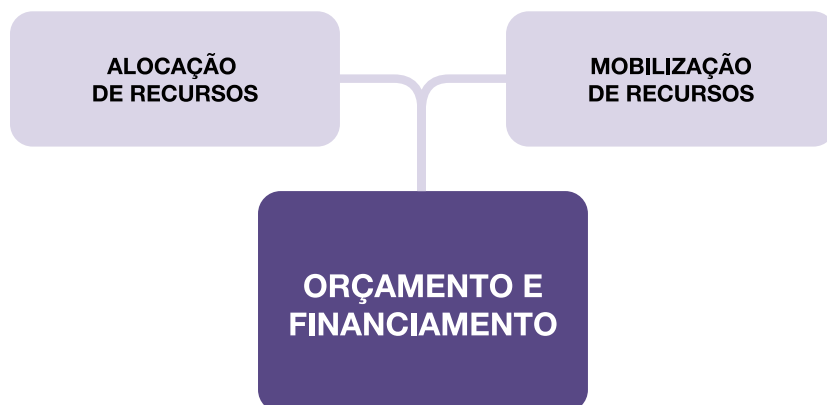 ALOCAÇÃO
DE RECURSOS
MOBILIZAÇÃO
DE RECURSOS
ORÇAMENTO E
FINANCIAMENTO